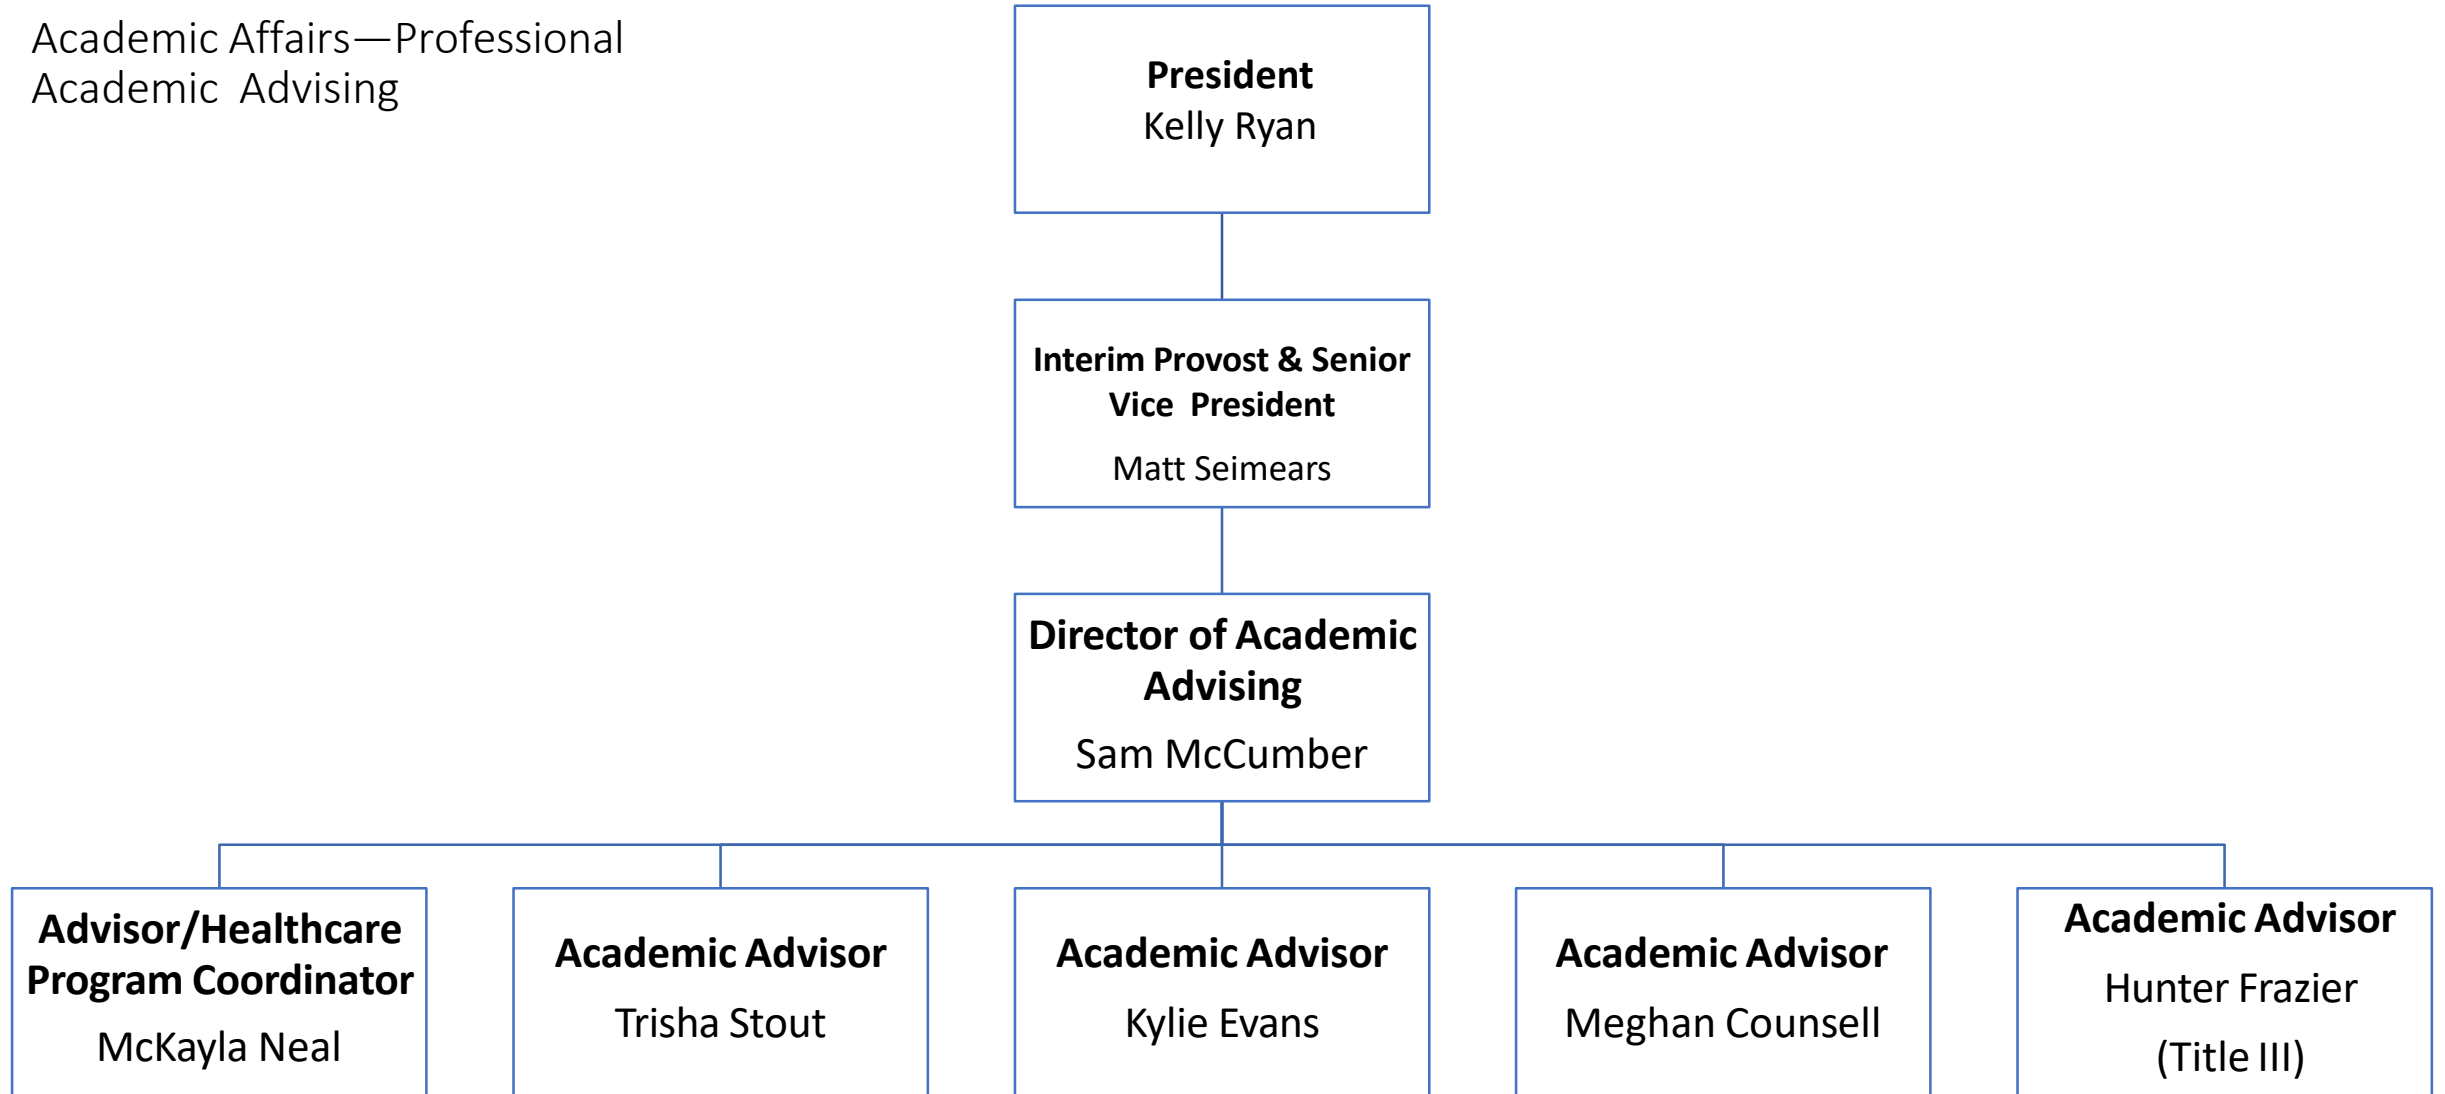 Academic Affairs—Professional
Academic Advising
President
Kelly Ryan
Interim Provost & Senior
Vice President
Matt Seimears
Director of Academic
Advising
Sam McCumber
Advisor/Healthcare
Program Coordinator
McKayla Neal
Academic Advisor
Trisha Stout
Academic Advisor
Kylie Evans
Academic Advisor
Meghan Counsell
Academic Advisor
Hunter Frazier
(Title III)